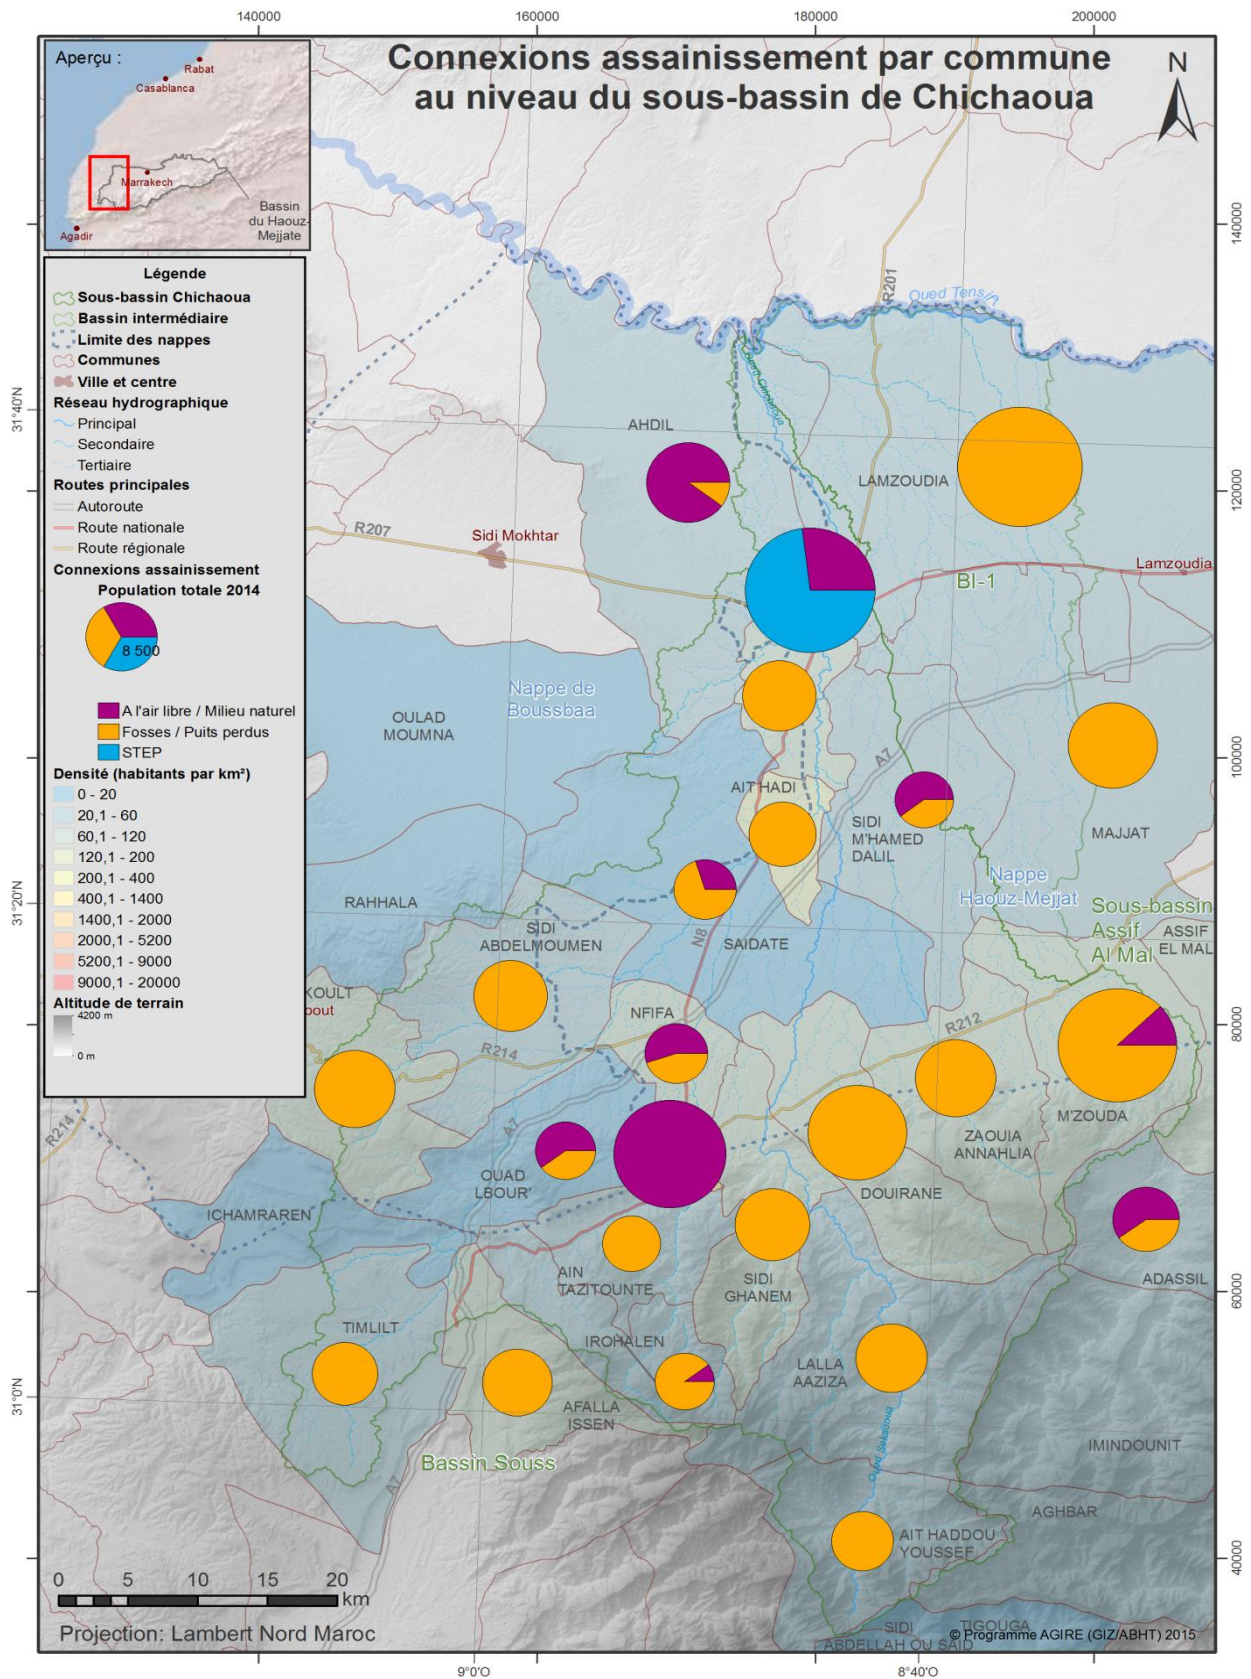 140000
160000
180000
200000
Connexions assainissement par commune
au niveau du sous-bassin de Chichaoua
N
Aperçu :
Rabat
Casablanca
Marrakech
Agadir
Bassin
du Haouz-
Mejjate
Légende
Sous-bassin Chichaoua
Bassin intermédiaire
Limite des nappes
Communes
Ville et centre
Réseau hydrographique
Principal
Secondaire
Tertiaire
Routes principales
Autoroute
Route nationale
Route régionale
Connexions assainissement
Population totale 2014
8 500
A l'air libre / Milieu naturel
Fosses / Puits perdus
STEP
Densité (habitants par km²)
0 - 20
20,1 - 60
60,1 - 120
120,1 - 200
200,1 - 400
400,1 - 1400
1400,1 - 2000
2000,1 - 5200
5200,1 - 9000
9000,1 - 20000
Altitude de terrain
4200 m
0 m
140000
120000
100000
80000
60000
40000
31°40'N
31°20'N
31°0'N
R201
Oued Tensift
Oued Chichaoua
AHDIL
LAMZOUDIA
R207
Sidi Mokhtar
Lamzoudia
BI-1
Nappe de
Boussbaa
OULAD
MOUMNA
AIT HADI
A7
SIDI
M'HAMED
DALIL
MAJJAT
Nappe
Haouz-Mejjat
RAHHALA
SIDI
ABDELMOUMEN
N8
SAIDATE
Sous-bassin
Assif
Al Mal
ASSIF
EL MAL
KOULT
bout
NFIFA
R214
R212
M'ZOUDA
ZAOUIA
ANNAHLIA
R214
A7
OUAD
LBOUR'
DOUIRANE
ICHAMRAREN
AIN
TAZITOUNTE
SIDI
GHANEM
ADASSIL
TIMLILT
IROHALEN
LALLA
AAZIZA
AFALLA
ISSEN
Bassin Souss
A7
Oued Seksaoua
IMINDOUNIT
AGHBAR
AIT HADDOU
YOUSSEF
SIDI
ABDELLAH OU SAID
TIGOUGA
0 5 10 15 20
km
Projection: Lambert Nord Maroc
© Programme AGIRE (GIZ/ABHT) 2015
9°0'O
8°40'O